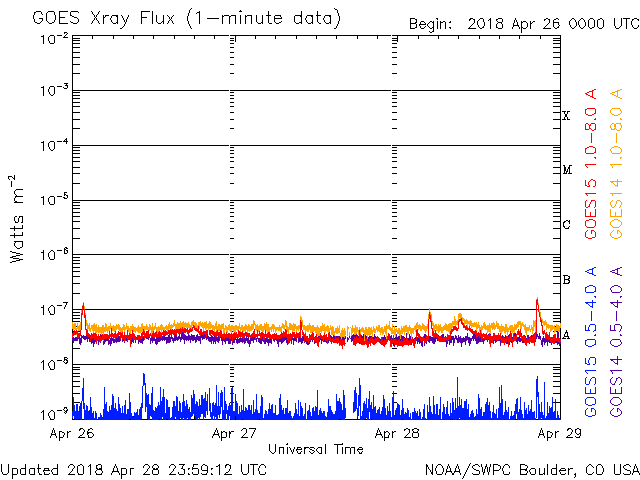 GOES Xray Flux (1-minute data)
Begin: 2018 Apr 26 0000 UTC
10⁻²
10⁻³
10⁻⁴
10⁻⁵
10⁻⁶
10⁻⁷
10⁻⁸
10⁻⁹
Watts m⁻²
X
M
C
B
A
GOES15 1.0-8.0 A
GOES14 1.0-8.0 A
GOES15 0.5-4.0 A
GOES14 0.5-4.0 A
Apr 26 Apr 27 Apr 28 Apr 29
Universal Time
Updated 2018 Apr 28 23:59:12 UTC
NOAA/SWPC Boulder, CO USA